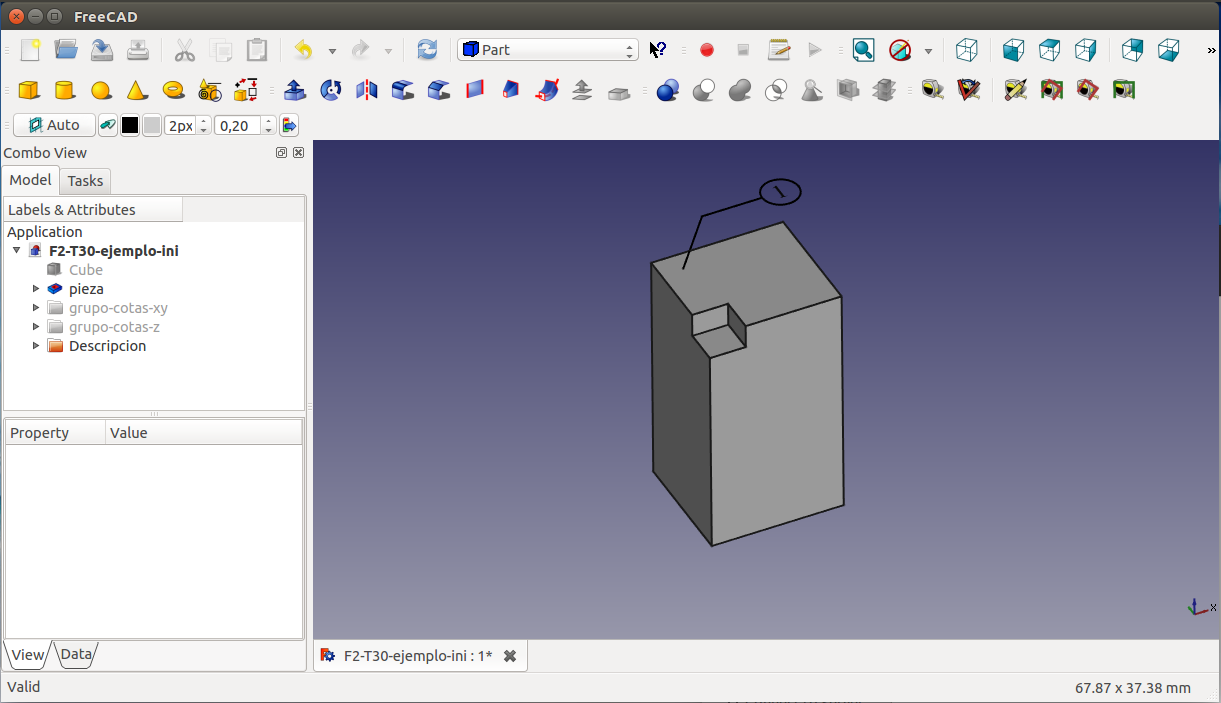 FreeCAD
Part
»
Auto
2px
0,20
Combo View
Model
Tasks
Labels & Attributes
Application
F2-T30-ejemplo-ini
Cube
pieza
grupo-cotas-xy
grupo-cotas-z
Descripcion
1
Property
Value
X
View
Data
F2-T30-ejemplo-ini : 1*
Valid
67.87 x 37.38 mm